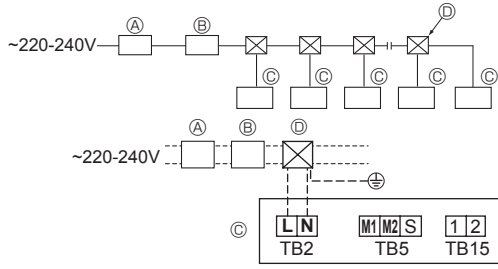 Ⓓ
~220-240V Ⓐ Ⓑ
Ⓒ Ⓒ Ⓒ Ⓒ Ⓒ
Ⓐ Ⓑ Ⓓ
~220-240V
Ⓒ L N M1 M2 S 1 2
TB2 TB5 TB15